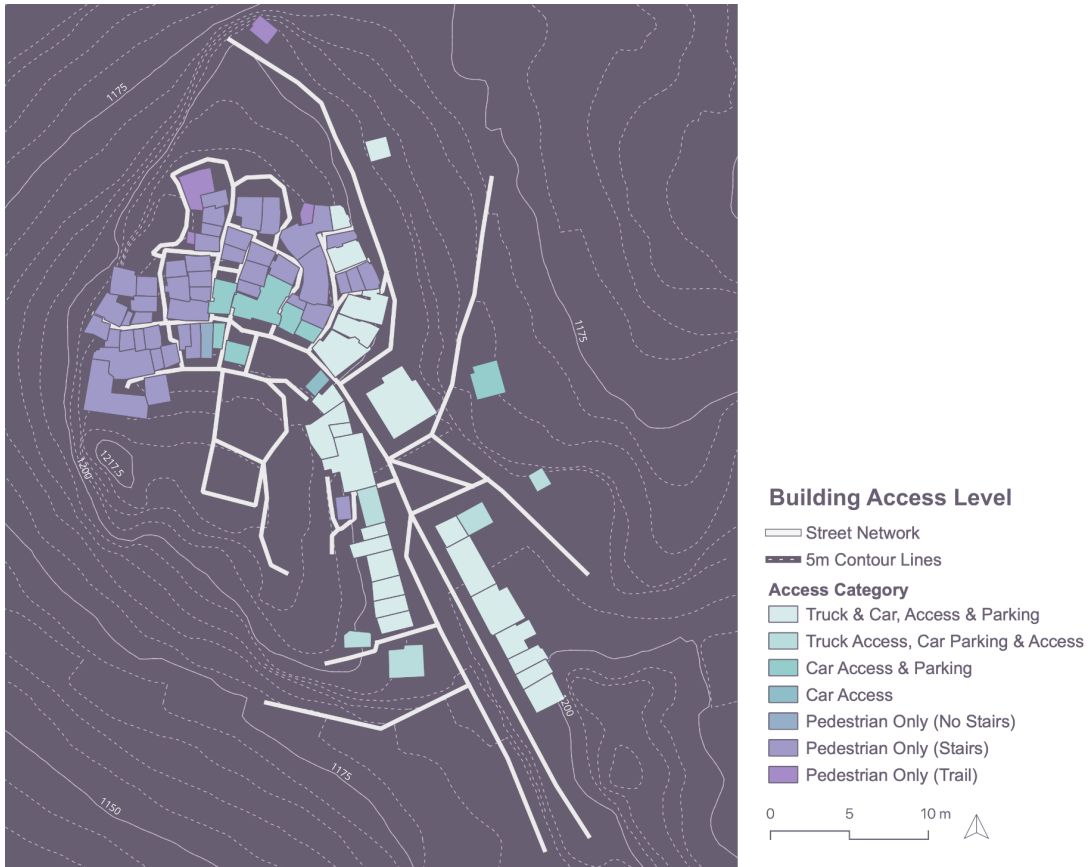 1175
1175
1200
1217.5
1200
1175
1150
Building Access Level
Street Network
5m Contour Lines
Access Category
Truck & Car, Access & Parking
Truck Access, Car Parking & Access
Car Access & Parking
Car Access
Pedestrian Only (No Stairs)
Pedestrian Only (Stairs)
Pedestrian Only (Trail)
0 5 10 m